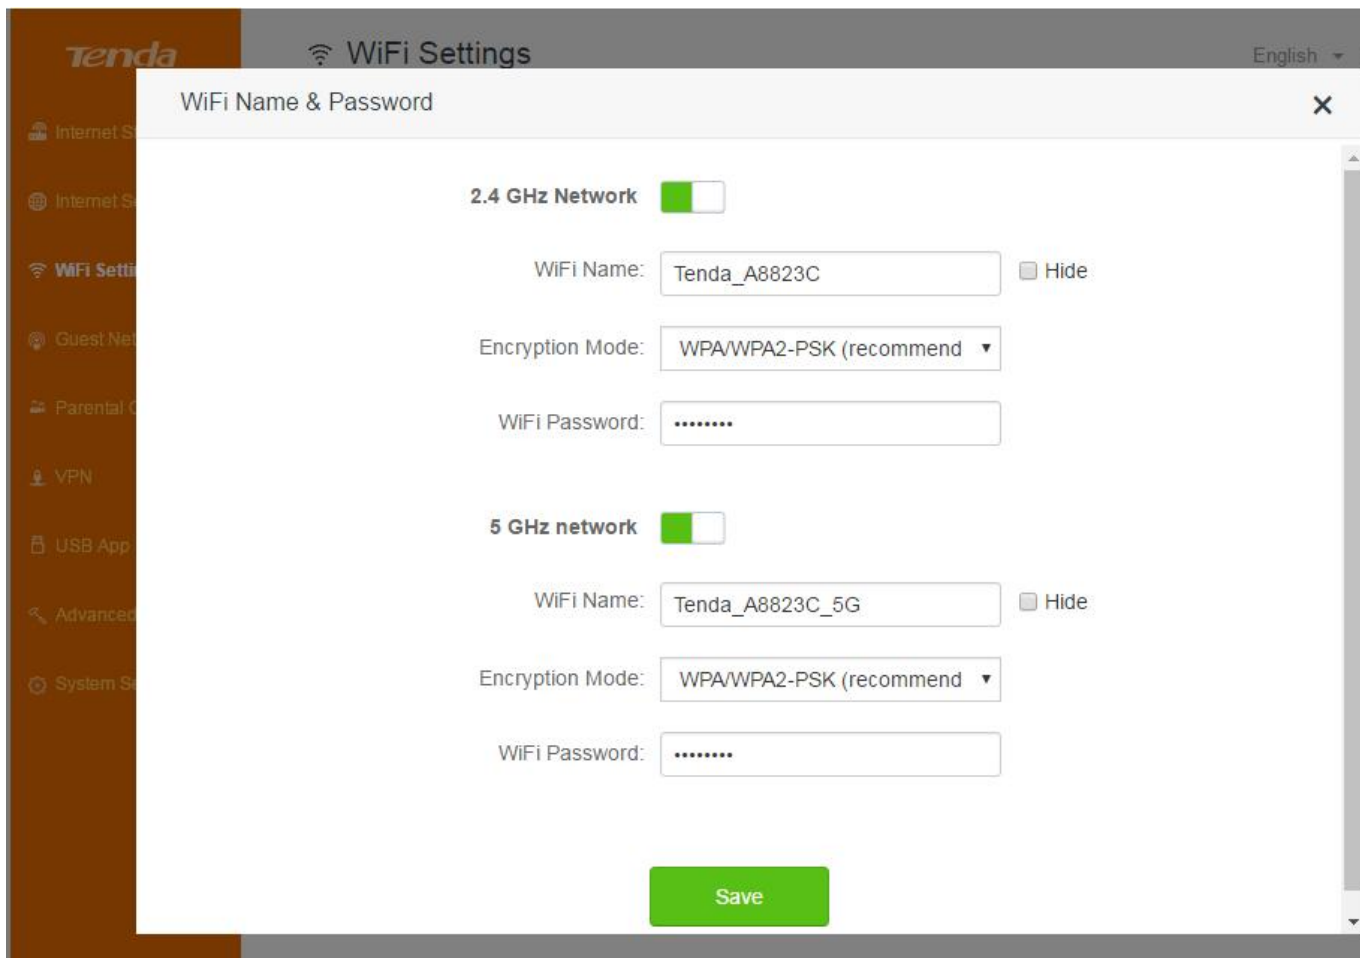 Tenda
WiFi Settings
English
WiFi Name & Password
Internet
Internet
WiFi
Guest
Parental
VPN
USB App
Advanced
System
2.4 GHz Network
WiFi Name: Tenda_A8823C Hide
Encryption Mode: WPA/WPA2-PSK (recommend
WiFi Password: ••••••••
5 GHz network
WiFi Name: Tenda_A8823C_5G Hide
Encryption Mode: WPA/WPA2-PSK (recommend
WiFi Password: ••••••••
Save